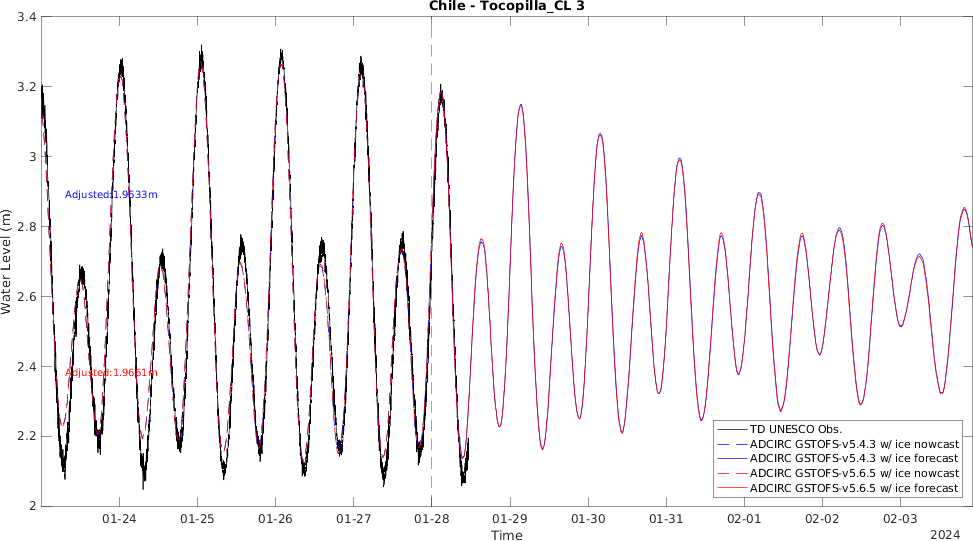 Chile - Tocopilla_CL 3
3.4
3.2
3
2.8
2.6
2.4
2.2
2
Water Level (m)
Adjusted:1.9633m
Adjusted:1.9661m
TD UNESCO Obs.
ADCIRC GSTOFS-v5.4.3 w/ ice nowcast
ADCIRC GSTOFS-v5.4.3 w/ ice forecast
ADCIRC GSTOFS-v5.6.5 w/ ice nowcast
ADCIRC GSTOFS-v5.6.5 w/ ice forecast
01-24 01-25 01-26 01-27 01-28 01-29 01-30 01-31 02-01 02-02 02-03
Time
2024